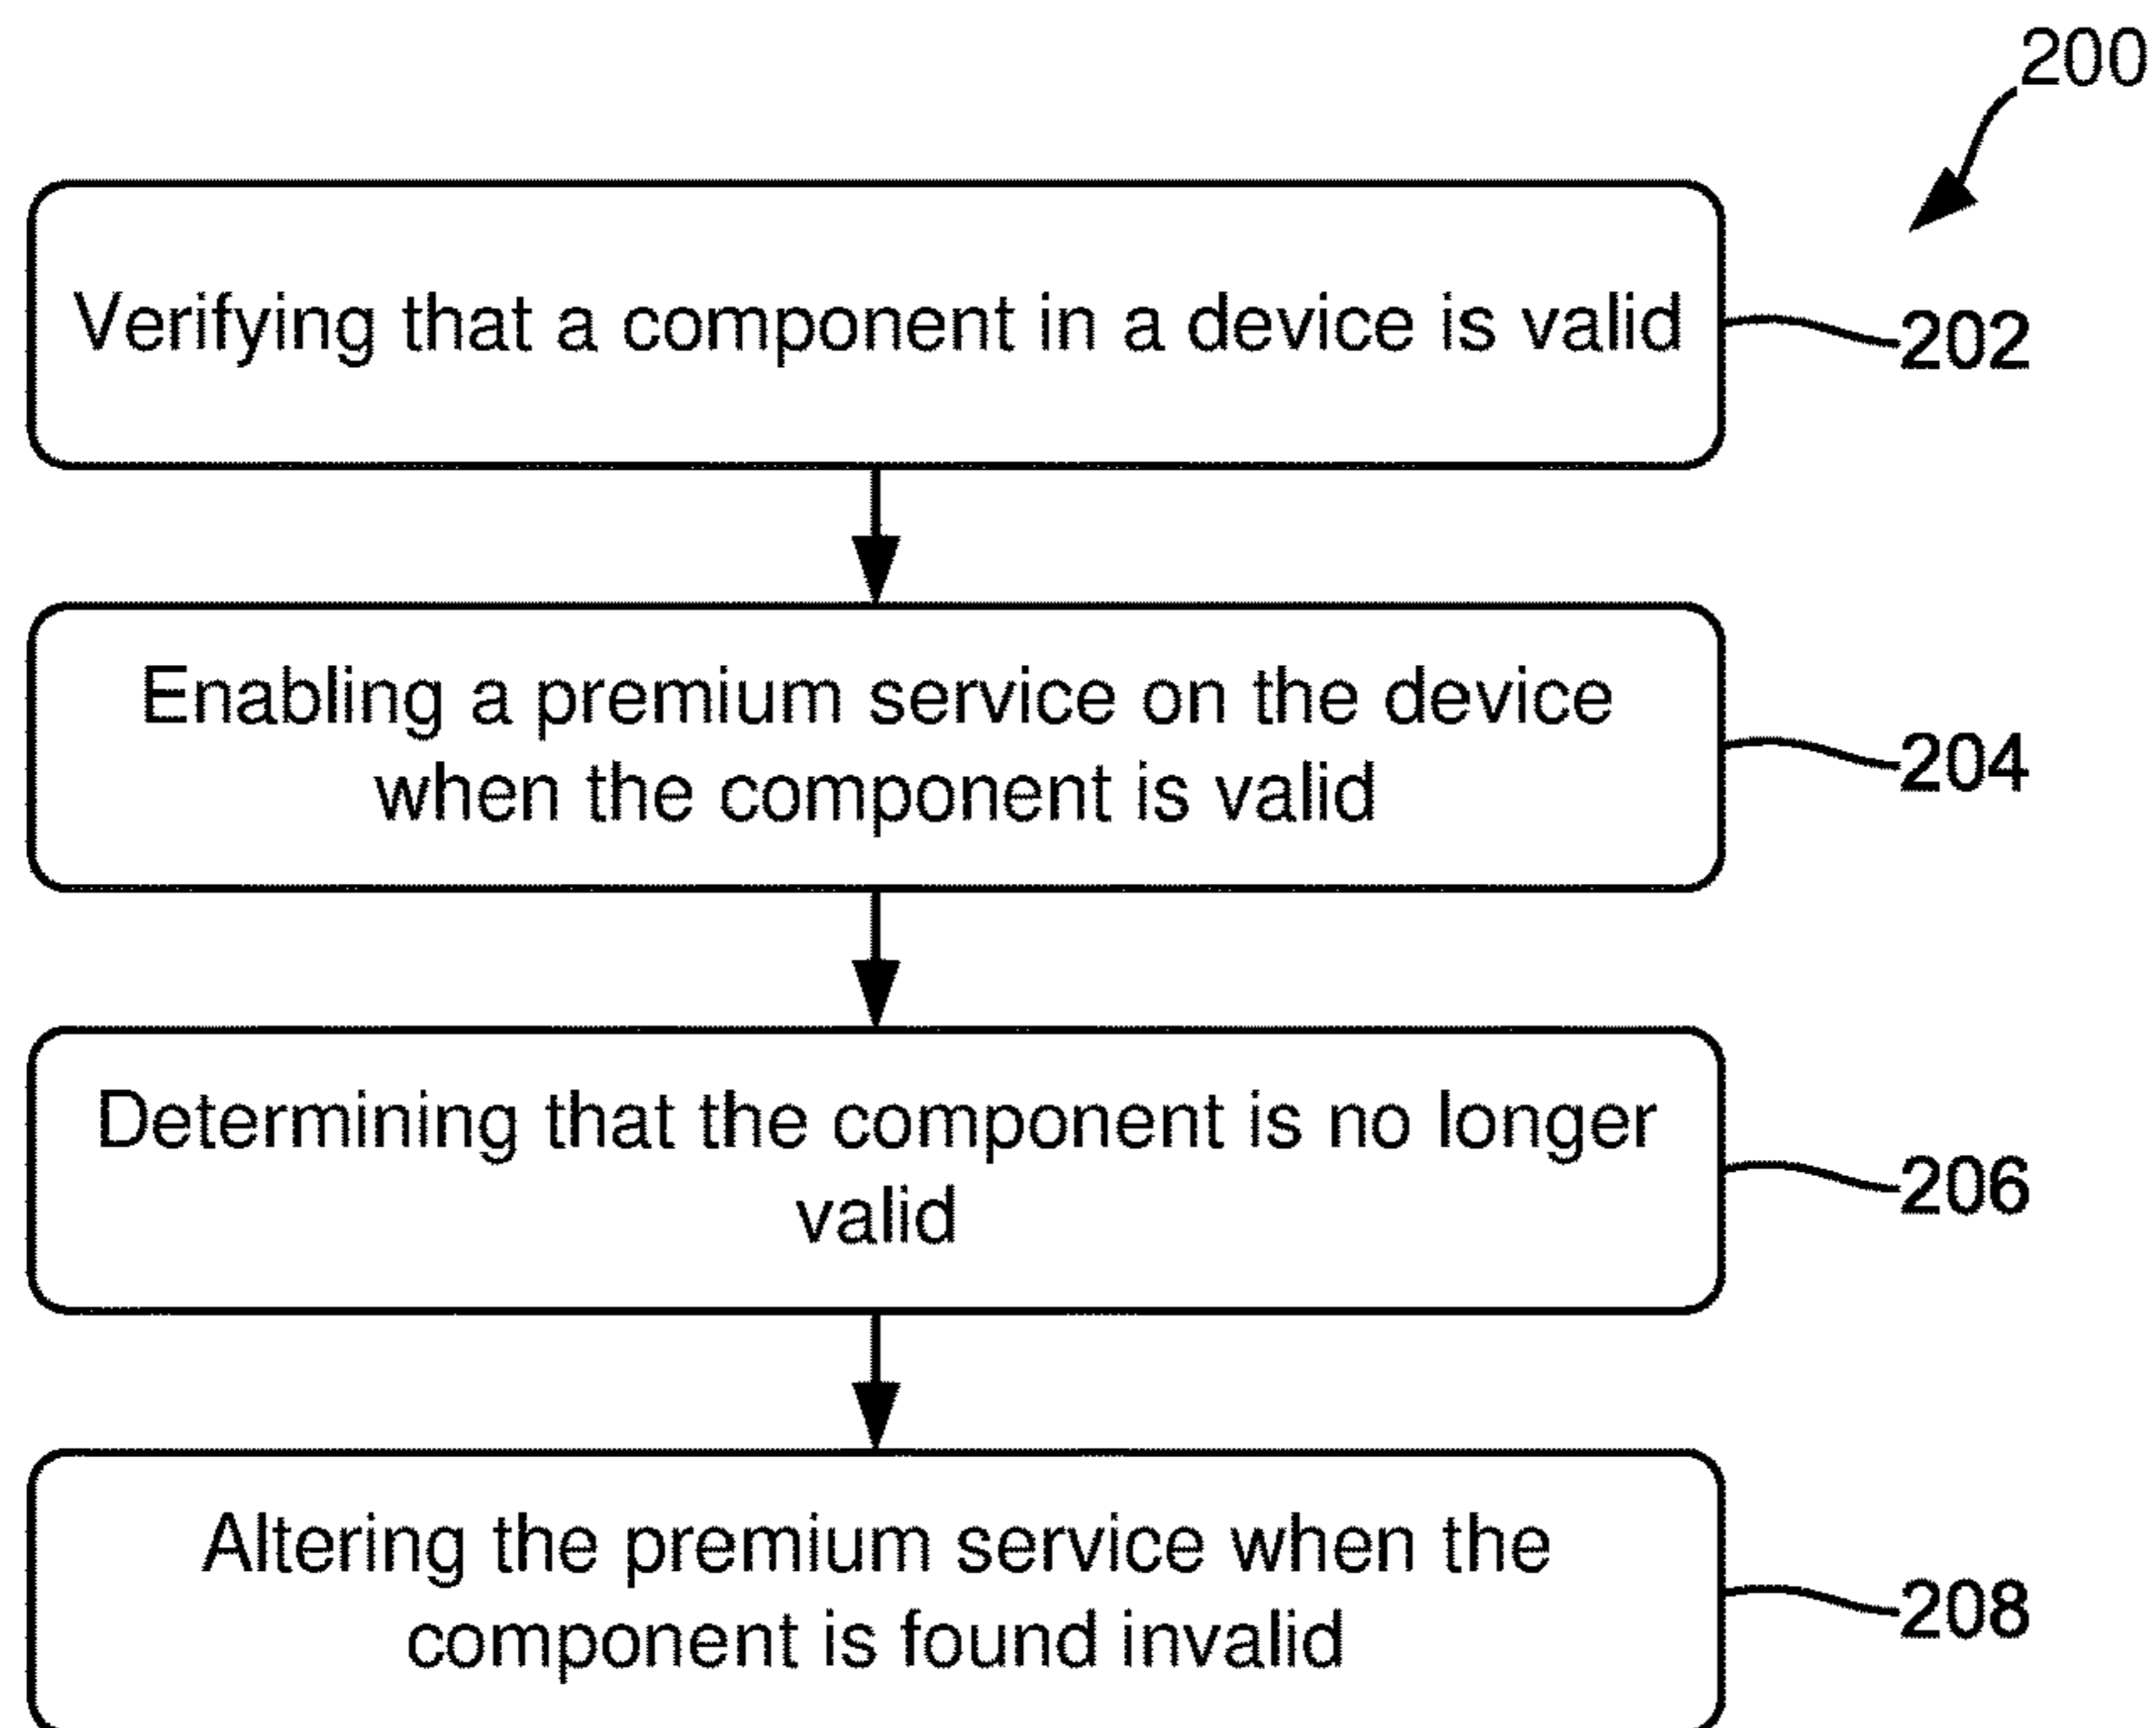 200
Verifying that a component in a device is valid
202
Enabling a premium service on the device
when the component is valid
204
Determining that the component is no longer
valid
206
Altering the premium service when the
component is found invalid
208